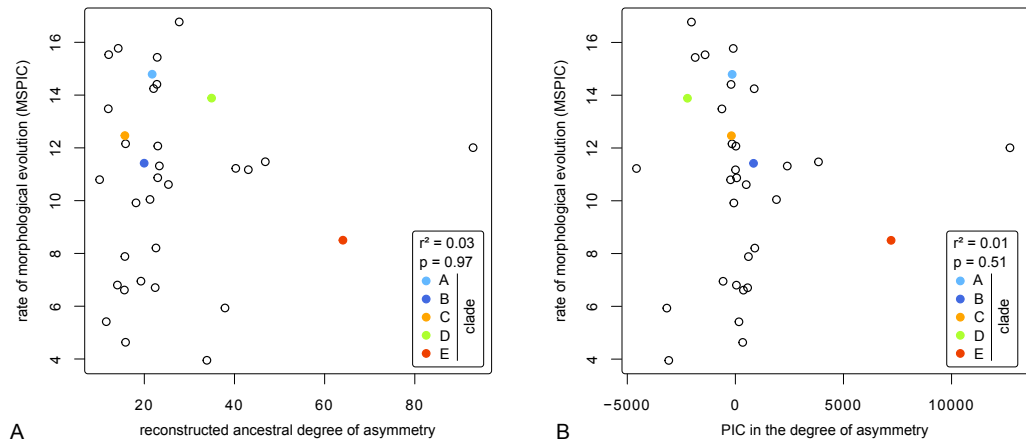 16
14
12
10
8
6
4
rate of morphological evolution (MSPIC)
r² = 0.03
p = 0.97
A
B
C
D
E
clade
20
40
60
80
reconstructed ancestral degree of asymmetry
A
16
14
12
10
8
6
4
rate of morphological evolution (MSPIC)
r² = 0.01
p = 0.51
A
B
C
D
E
clade
−5000
0
5000
10000
PIC in the degree of asymmetry
B